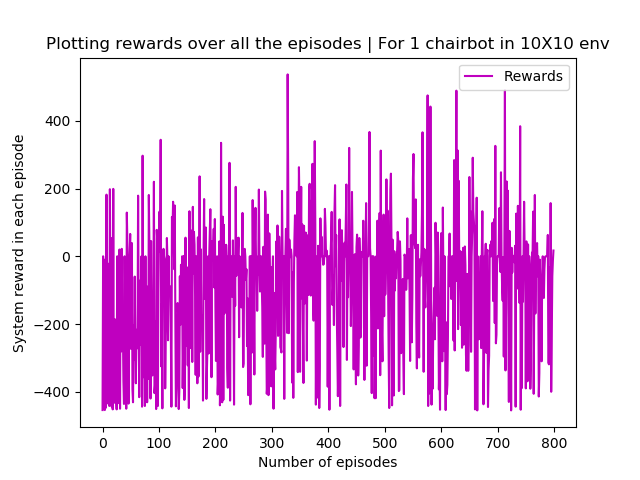 Plotting rewards over all the episodes | For 1 chairbot in 10X10 env
Rewards
System reward in each episode
400
200
0
−200
−400
0 100 200 300 400 500 600 700 800
Number of episodes